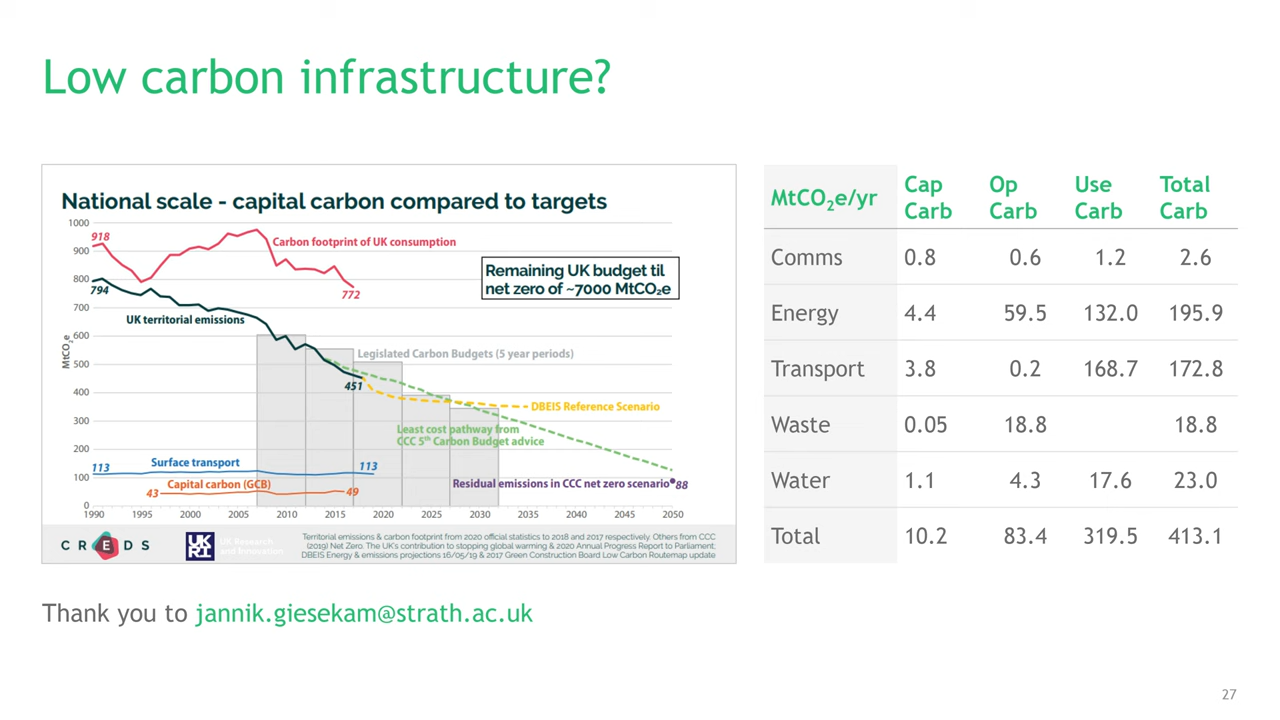 Low carbon infrastructure?
National scale - capital carbon compared to targets
1000
900
800
700
600
500
400
300
200
100
0
MtCO2e
918
Carbon footprint of UK consumption
772
Remaining UK budget til
net zero of ~7000 MtCO2e
794
UK territorial emissions
Legislated Carbon Budgets (5 year periods)
451
DBEIS Reference Scenario
Least cost pathway from
CCC 5th Carbon Budget advice
113
Surface transport
113
43
Capital carbon (GCB)
49
Residual emissions in CCC net zero scenario
88
1990 1995 2000 2005 2010 2015 2020 2025 2030 2035 2040 2045 2050
CREDS
UKRI
UK Research
and Innovation
Territorial emissions & carbon footprint from 2020 official statistics to 2018 and 2017 respectively. Others from CCC
(2019) Net Zero. The UK's contribution to stopping global warming & 2020 Annual Progress Report to Parliament;
DBEIS Energy & emissions projections 16/05/19 & 2017 Green Construction Board Low Carbon Routemap update
MtCO2e/yr Cap Carb Op Carb Use Carb Total Carb
Comms 0.8 0.6 1.2 2.6
Energy 4.4 59.5 132.0 195.9
Transport 3.8 0.2 168.7 172.8
Waste 0.05 18.8 18.8
Water 1.1 4.3 17.6 23.0
Total 10.2 83.4 319.5 413.1
Thank you to jannik.giesekam@strath.ac.uk
27